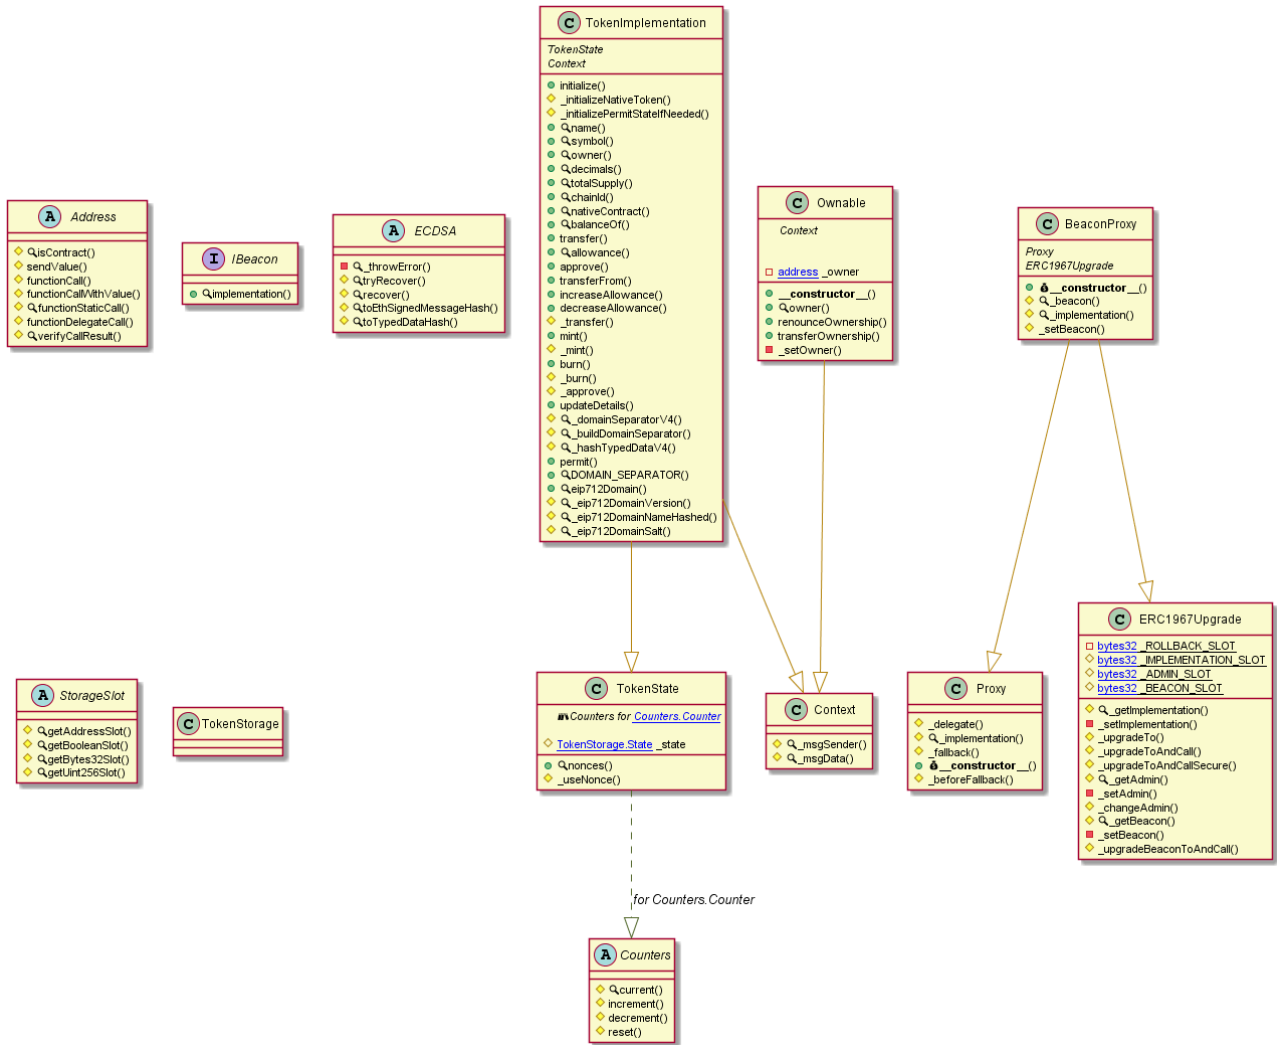 C TokenImplementation
TokenState
Context
initialize()
_initializeNativeToken()
_initializePermitStateIfNeeded()
name()
symbol()
owner()
decimals()
totalSupply()
chainId()
nativeContract()
balanceOf()
transfer()
allowance()
approve()
transferFrom()
increaseAllowance()
decreaseAllowance()
_transfer()
mint()
_mint()
burn()
_burn()
_approve()
updateDetails()
_domainSeparatorV4()
_buildDomainSeparator()
_hashTypedDataV4()
permit()
DOMAIN_SEPARATOR()
eip712Domain()
_eip712DomainVersion()
_eip712DomainNameHashed()
_eip712DomainSalt()
A Address
isContract()
sendValue()
functionCall()
functionCallWithValue()
functionStaticCall()
functionDelegateCall()
verifyCallResult()
I IBeacon
implementation()
A ECDSA
_throwError()
tryRecover()
recover()
toEthSignedMessageHash()
toTypedDataHash()
C Ownable
Context
address _owner
__constructor__()
owner()
renounceOwnership()
transferOwnership()
_setOwner()
C BeaconProxy
Proxy
ERC1967Upgrade
__constructor__()
_beacon()
_implementation()
_setBeacon()
A StorageSlot
getAddressSlot()
getBooleanSlot()
getBytes32Slot()
getUint256Slot()
C TokenStorage
C TokenState
Counters for Counters.Counter
TokenStorage.State _state
nonces()
_useNonce()
C Context
_msgSender()
_msgData()
C Proxy
_delegate()
_implementation()
_fallback()
__constructor__()
_beforeFallback()
C ERC1967Upgrade
bytes32 _ROLLBACK_SLOT
bytes32 _IMPLEMENTATION_SLOT
bytes32 _ADMIN_SLOT
bytes32 _BEACON_SLOT
_getImplementation()
_setImplementation()
_upgradeTo()
_upgradeToAndCall()
_upgradeToAndCallSecure()
_getAdmin()
_setAdmin()
_changeAdmin()
_getBeacon()
_setBeacon()
_upgradeBeaconToAndCall()
for Counters.Counter
A Counters
current()
increment()
decrement()
reset()